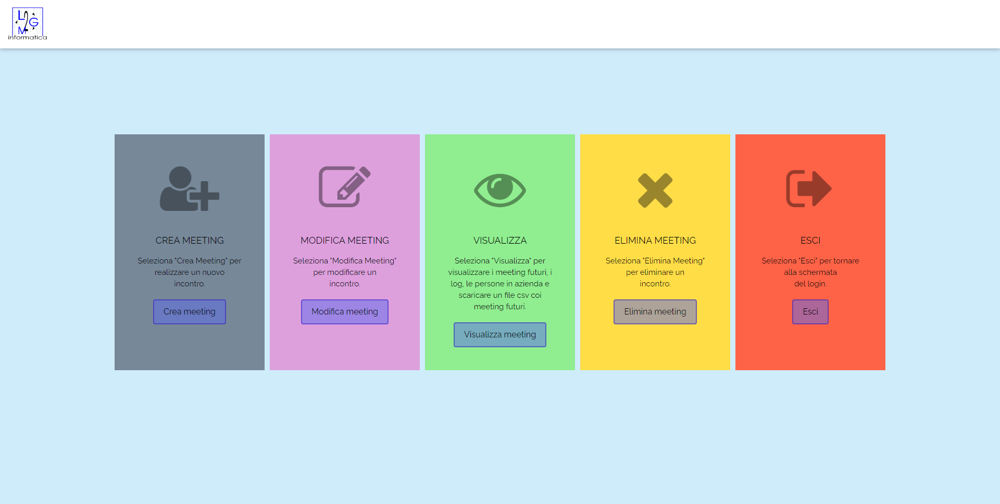 L G
M
informatica
CREA MEETING
Seleziona "Crea Meeting" per
realizzare un nuovo
incontro.
Crea meeting
MODIFICA MEETING
Seleziona "Modifica Meeting"
per modificare un
incontro.
Modifica meeting
VISUALIZZA
Seleziona "Visualizza" per
visualizzare i meeting futuri, i
log, le persone in azienda e
scaricare un file csv coi
meeting futuri.
Visualizza meeting
ELIMINA MEETING
Seleziona "Elimina Meeting"
per eliminare un
incontro.
Elimina meeting
ESCI
Seleziona "Esci" per tornare
alla schermata
del login.
Esci